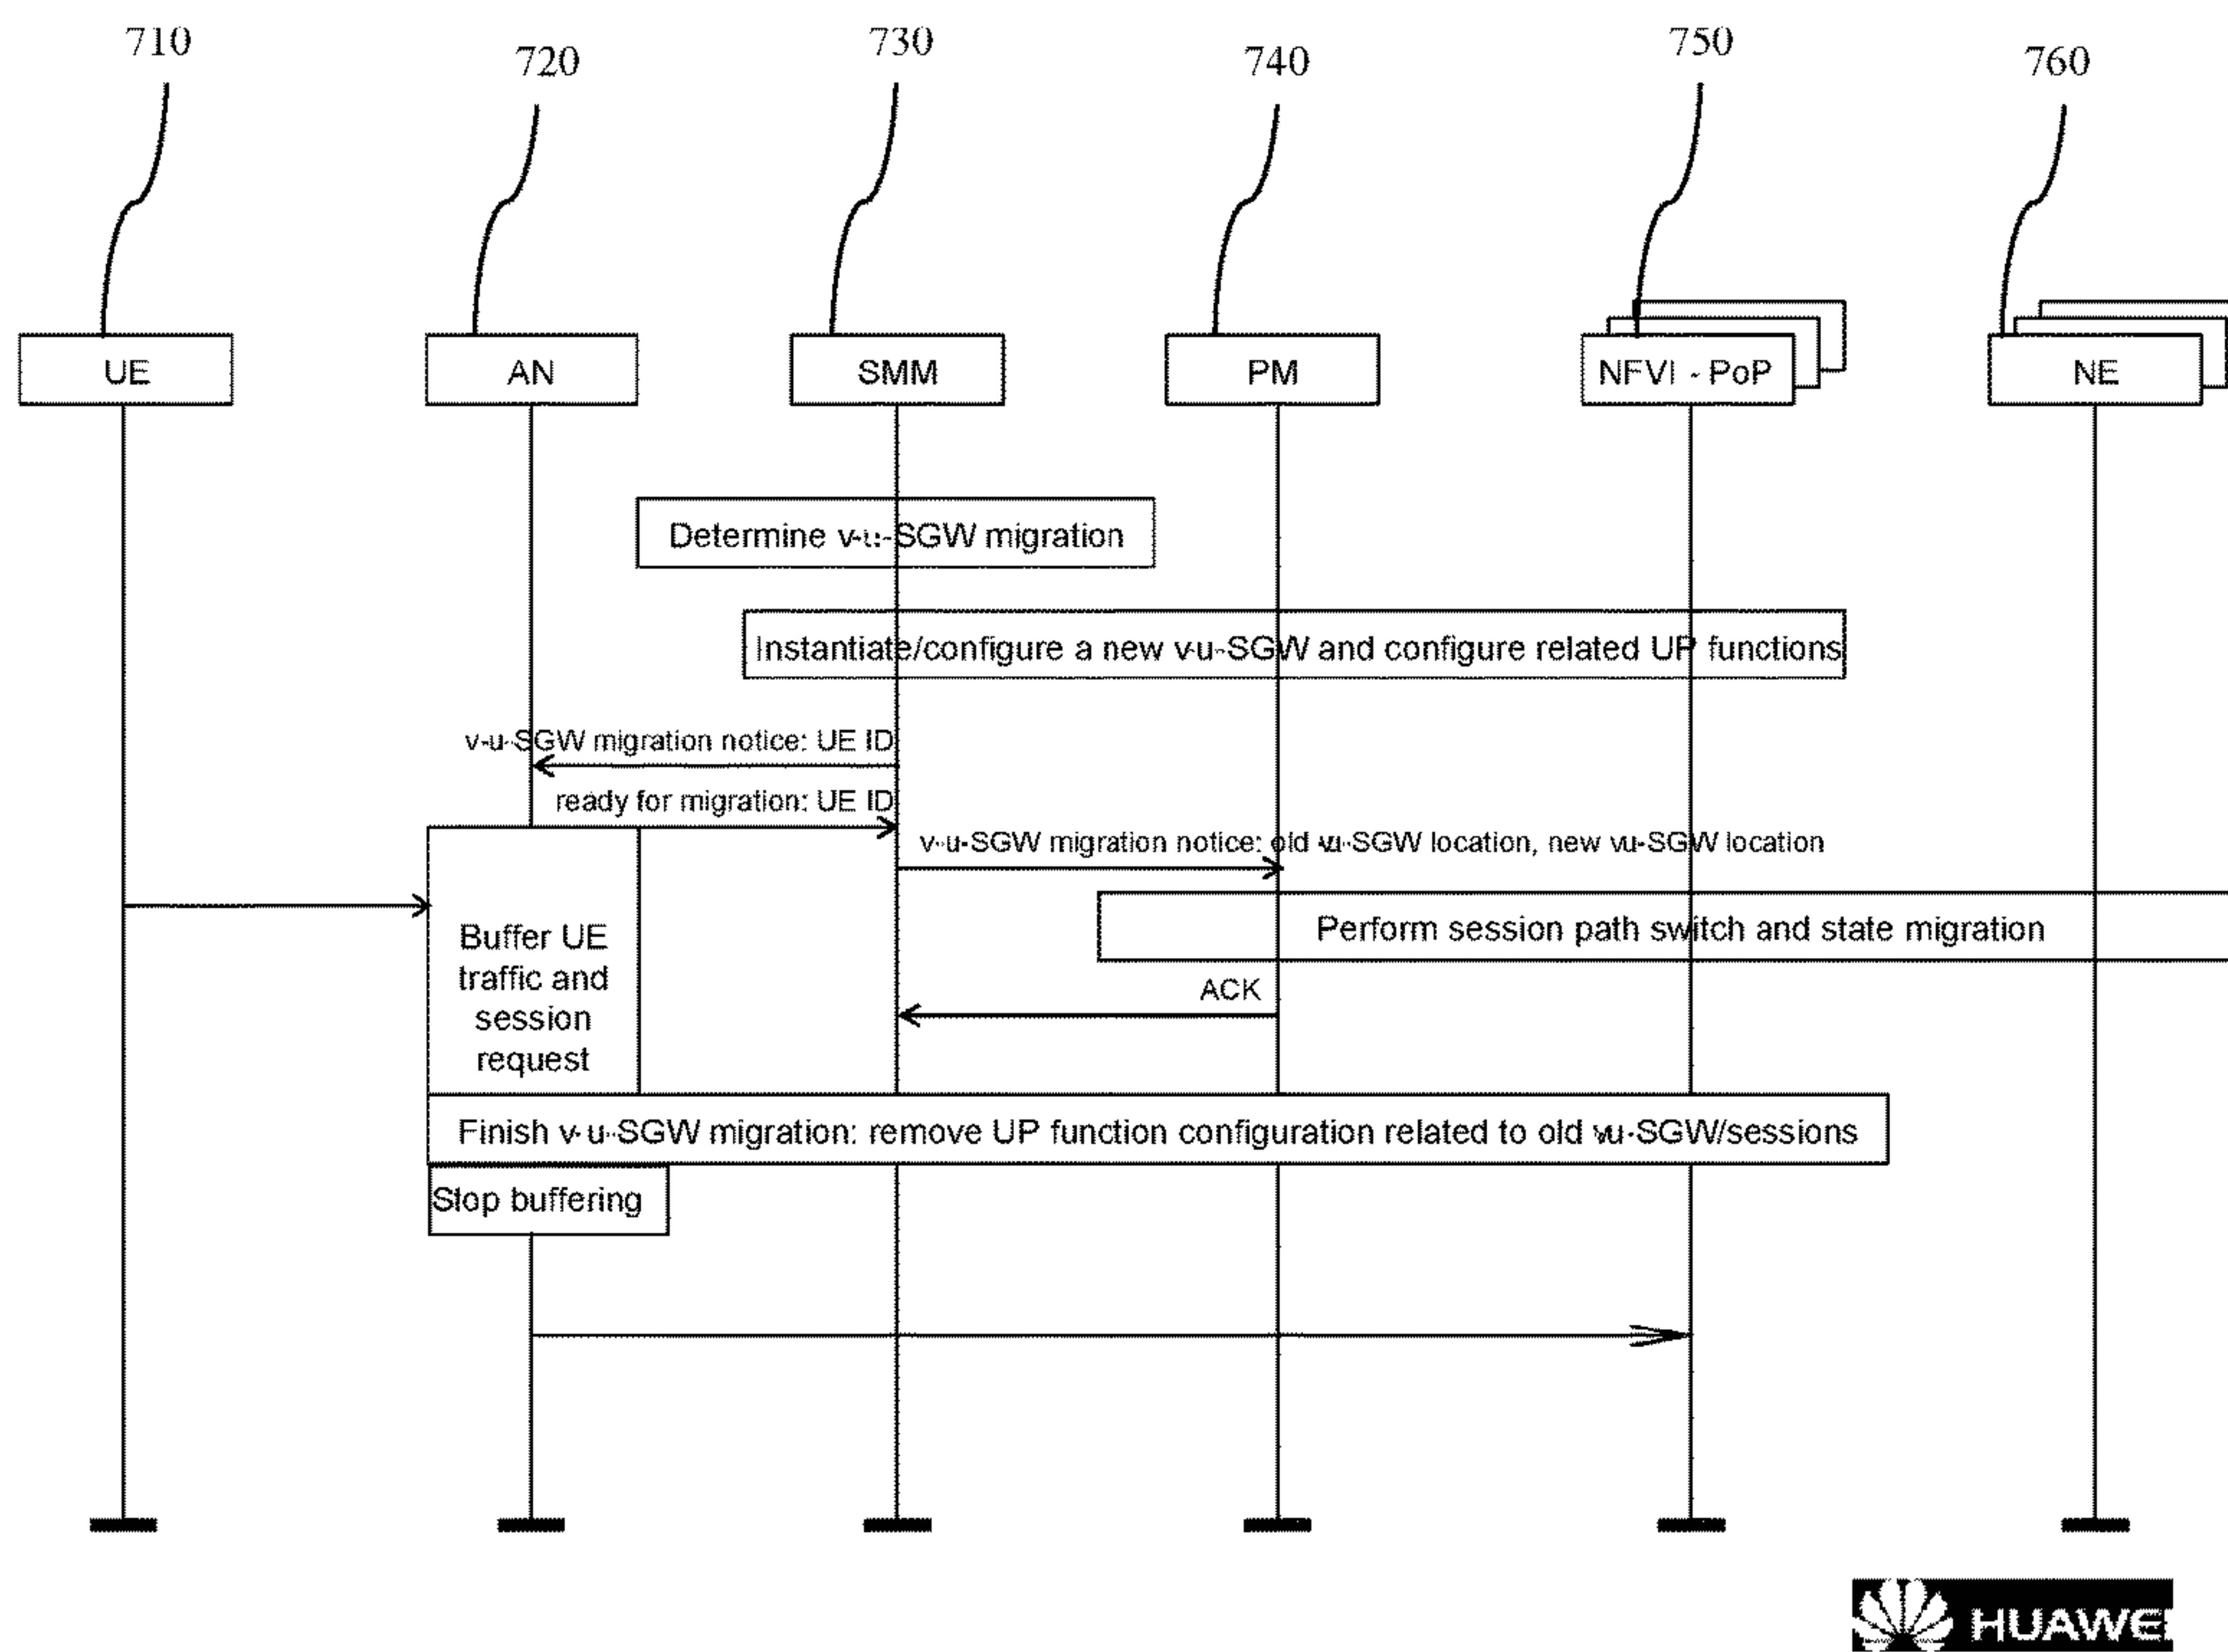 710
720
730
740
750
760
UE
AN
SMM
PM
NFVI - PoP
NE
Determine v-u-SGW migration
Instantiate/configure a new v-u-SGW and configure related UP functions
v-u-SGW migration notice: UE ID
ready for migration: UE ID
v-u-SGW migration notice: old vu-SGW location, new vu-SGW location
Buffer UE
traffic and
session
request
Perform session path switch and state migration
ACK
Finish v-u-SGW migration: remove UP function configuration related to old vu-SGW/sessions
Stop buffering
HUAWEI